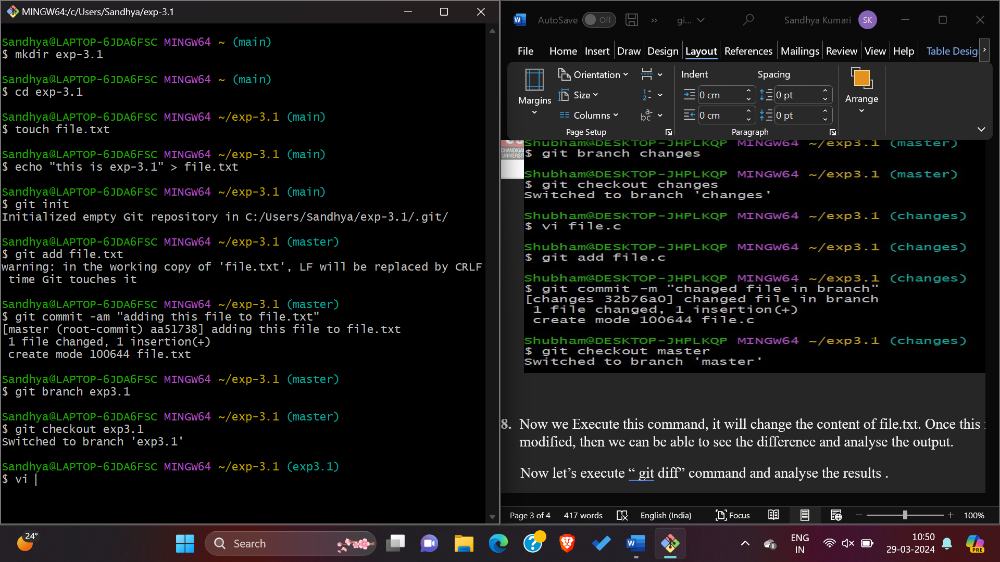 MINGW64:/c/Users/Sandhya/exp-3.1
Sandhya@LAPTOP-6JDA6FSC MINGW64 ~ (main)
$ mkdir exp-3.1
Sandhya@LAPTOP-6JDA6FSC MINGW64 ~ (main)
$ cd exp-3.1
Sandhya@LAPTOP-6JDA6FSC MINGW64 ~/exp-3.1 (main)
$ touch file.txt
Sandhya@LAPTOP-6JDA6FSC MINGW64 ~/exp-3.1 (main)
$ echo "this is exp-3.1" > file.txt
Sandhya@LAPTOP-6JDA6FSC MINGW64 ~/exp-3.1 (main)
$ git init
Initialized empty Git repository in C:/Users/Sandhya/exp-3.1/.git/
Sandhya@LAPTOP-6JDA6FSC MINGW64 ~/exp-3.1 (master)
$ git add file.txt
warning: in the working copy of 'file.txt', LF will be replaced by CRLF
time Git touches it
Sandhya@LAPTOP-6JDA6FSC MINGW64 ~/exp-3.1 (master)
$ git commit -am "adding this file to file.txt"
[master (root-commit) aa51738] adding this file to file.txt
1 file changed, 1 insertion(+)
create mode 100644 file.txt
Sandhya@LAPTOP-6JDA6FSC MINGW64 ~/exp-3.1 (master)
$ git branch exp3.1
Sandhya@LAPTOP-6JDA6FSC MINGW64 ~/exp-3.1 (master)
$ git checkout exp3.1
Switched to branch 'exp3.1'
Sandhya@LAPTOP-6JDA6FSC MINGW64 ~/exp-3.1 (exp3.1)
$ vi
AutoSave Off » gi... Sandhya Kumari SK
File Home Insert Draw Design Layout References Mailings Review View Help Table Desig
Margins
Orientation
Size
Columns
Page Setup
Indent
0 cm
0 cm
Spacing
0 pt
0 pt
Paragraph
Arrange
CHANDIGA
UNIVERSIT
Shubham@DESKTOP-JHPLKQP MINGW64 ~/exp3.1 (master)
$ git branch changes
Shubham@DESKTOP-JHPLKQP MINGW64 ~/exp3.1 (master)
$ git checkout changes
Switched to branch 'changes'
Shubham@DESKTOP-JHPLKQP MINGW64 ~/exp3.1 (changes)
$ vi file.c
Shubham@DESKTOP-JHPLKQP MINGW64 ~/exp3.1 (changes)
$ git add file.c
Shubham@DESKTOP-JHPLKQP MINGW64 ~/exp3.1 (changes)
$ git commit -m "changed file in branch"
[changes 32b76a0] changed file in branch
1 file changed, 1 insertion(+)
create mode 100644 file.c
Shubham@DESKTOP-JHPLKQP MINGW64 ~/exp3.1 (changes)
$ git checkout master
Switched to branch 'master'
8. Now we Execute this command, it will change the content of file.txt. Once this
modified, then we can be able to see the difference and analyse the output.
Now let’s execute “ git diff” command and analyse the results .
Page 3 of 4 417 words English (India) Focus 100%
24°
Search
ENG
IN
10:50
29-03-2024
PRE